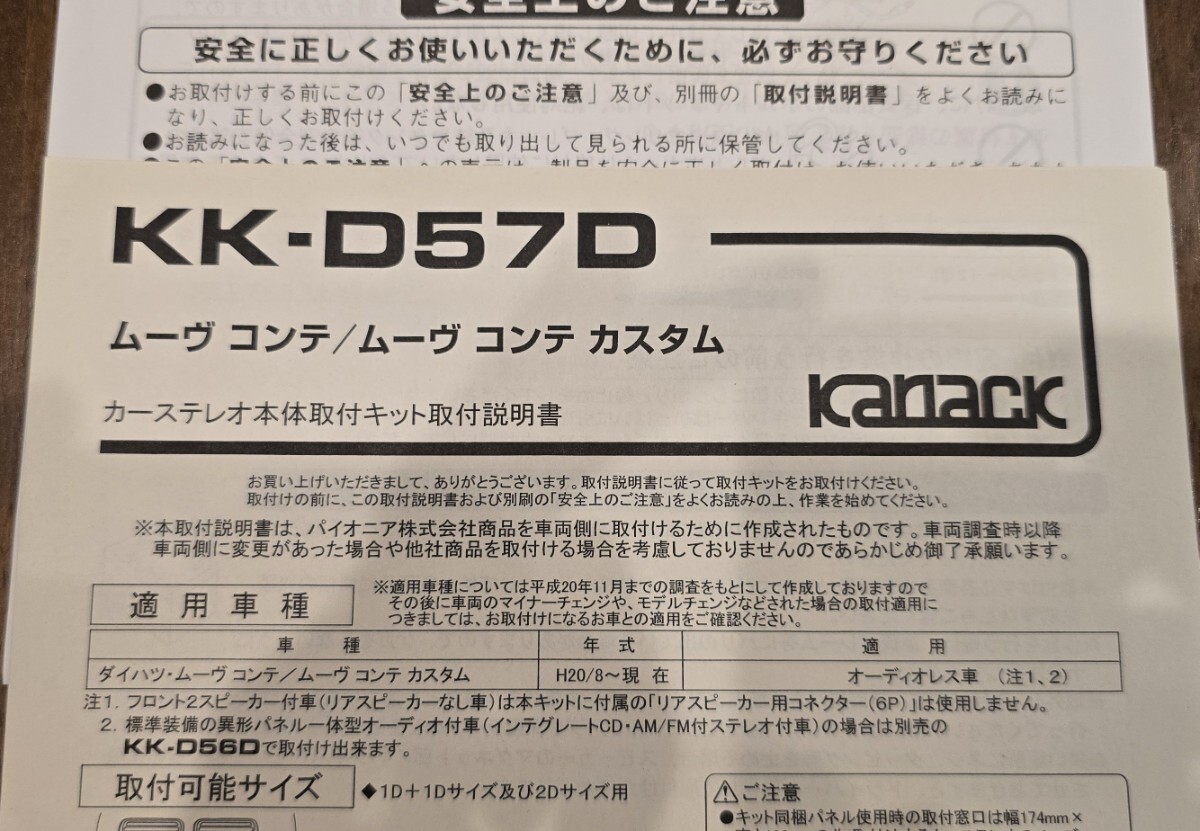 安全上のご注意
安全に正しくお使いいただくために、必ずお守りください
●お取付けする前にこの「安全上のご注意」及び、別冊の「取付説明書」をよくお読みに
なり、正しくお取付けください。
●お読みになった後は、いつでも取り出して見られる所に保管してください。
KK-D57D
ムーヴ コンテ/ムーヴ コンテ カスタム
カーステレオ本体取付キット取付説明書
Kanack
お買い上げいただきまして、ありがとうございます。取付説明書に従って取付キットをお取付けください。
取付けの前に、この取付説明書および別刷の「安全上のご注意」をよくお読みの上、作業を始めてください。
※本取付説明書は、パイオニア株式会社商品を車両側に取付けるために作成されたものです。車両調査時以降
車両側に変更があった場合や他社商品を取付ける場合を考慮しておりませんのであらかじめ御了承願います。
適用車種
※適用車種については平成20年11月までの調査をもとにして作成しておりますので
その後に車両のマイナーチェンジや、モデルチェンジなどされた場合の取付適用に
つきましては、お取付けになるお車との適用をご確認ください。
車種 年式 適用
ダイハツ・ムーヴ コンテ/ムーヴ コンテ カスタム H20/8~現在 オーディオレス車 (注1、2)
注1. フロント2スピーカー付車(リアスピーカーなし車)は本キットに付属の「リアスピーカー用コネクター(6P)」は使用しません。
2. 標準装備の異形パネル一体型オーディオ付車(インテグレートCD・AM/FM付ステレオ付車)の場合は別売の
KK-D56Dで取付け出来ます。
取付可能サイズ
◆1D+1Dサイズ及び2Dサイズ用
⚠ご注意
●キット同梱パネル使用時の取付窓口は幅174mm×